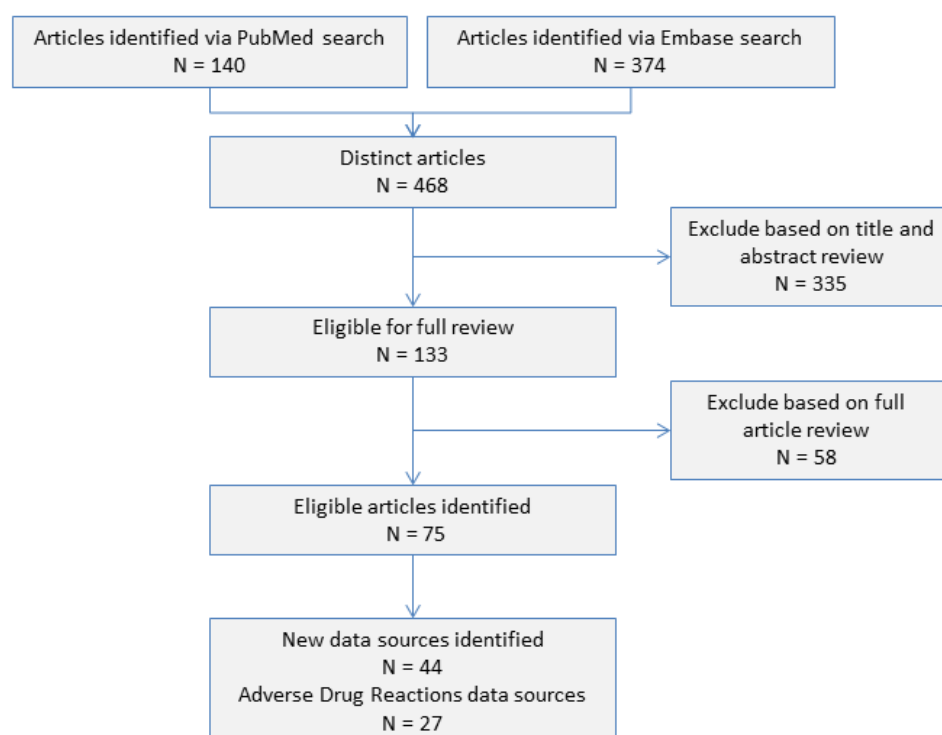 Articles identified via PubMed search
N = 140
Articles identified via Embase search
N = 374
Distinct articles
N = 468
Exclude based on title and
abstract review
N = 335
Eligible for full review
N = 133
Exclude based on full
article review
N = 58
Eligible articles identified
N = 75
New data sources identified
N = 44
Adverse Drug Reactions data sources
N = 27